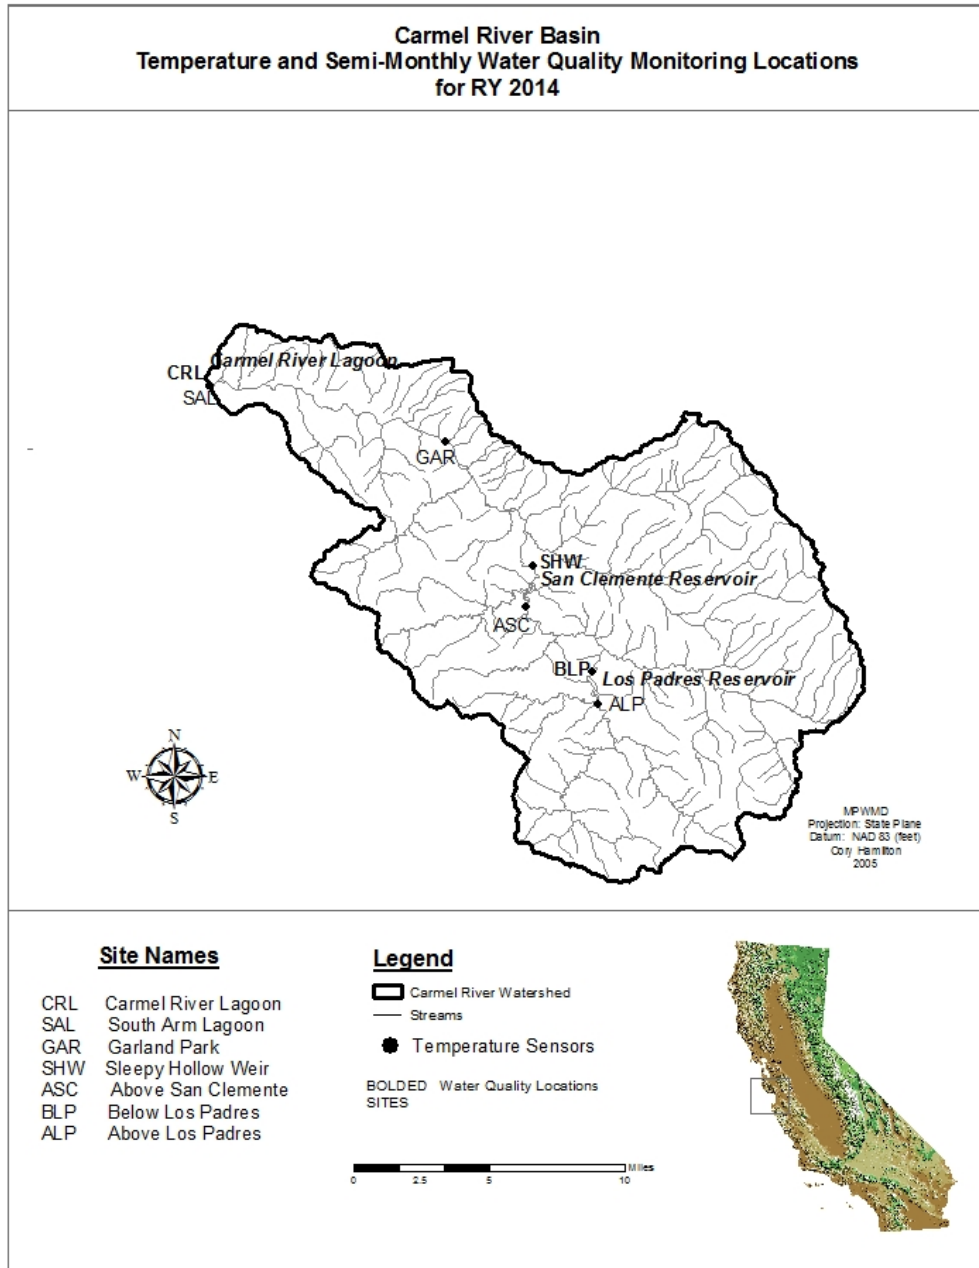 Carmel River Basin
Temperature and Semi-Monthly Water Quality Monitoring Locations
for RY 2014
Carmel River Lagoon
CRL
SAL
GAR
SHW
San Clemente Reservoir
ASC
BLP
Los Padres Reservoir
ALP
N
W E
S
MPWMD
Projection: State Plane
Datum: NAD 83 (feet)
Cory Hamilton
2005
Site Names
CRL Carmel River Lagoon
SAL South Arm Lagoon
GAR Garland Park
SHW Sleepy Hollow Weir
ASC Above San Clemente
BLP Below Los Padres
ALP Above Los Padres
Legend
Carmel River Watershed
Streams
Temperature Sensors
BOLDED Water Quality Locations
SITES
Miles
0 2.5 5 10